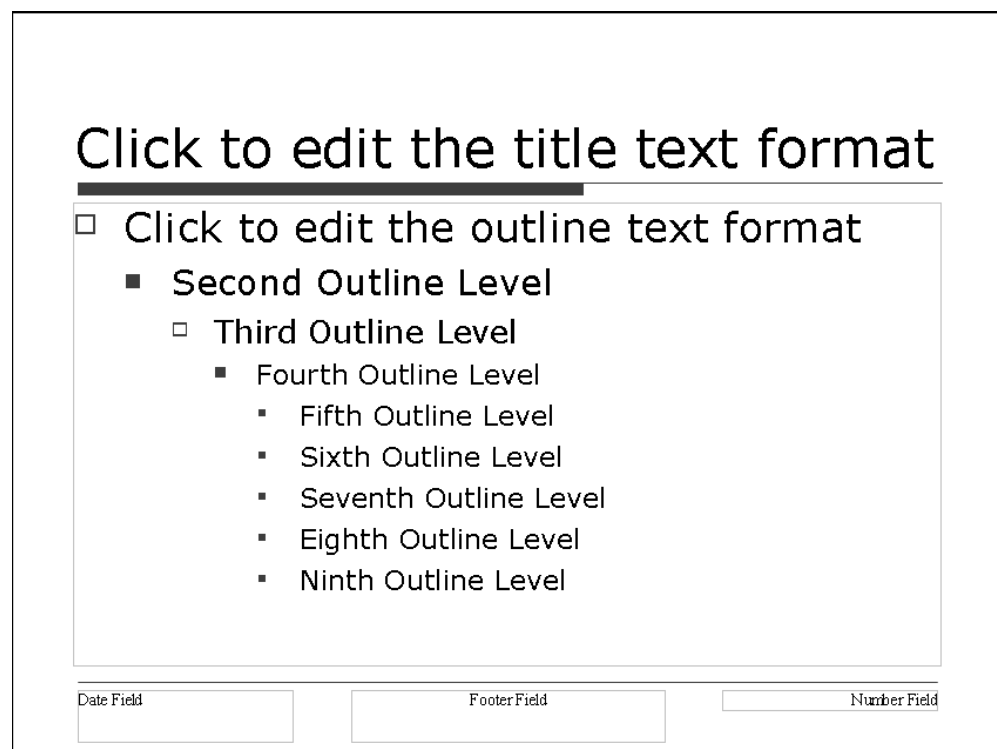 Click to edit the title text format
Click to edit the outline text format
Second Outline Level
Third Outline Level
Fourth Outline Level
Fifth Outline Level
Sixth Outline Level
Seventh Outline Level
Eighth Outline Level
Ninth Outline Level
Date Field
Footer Field
Number Field